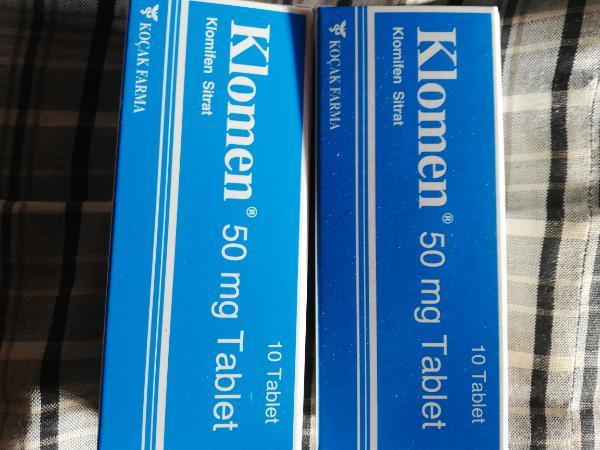 Klomen® 50 mg Tablet
Klomifen Sitrat
10 Tablet
KOÇAK FARMA
Klomen® 50 mg Tablet
Klomifen Sitrat
10 Tablet
KOÇAK FARMA